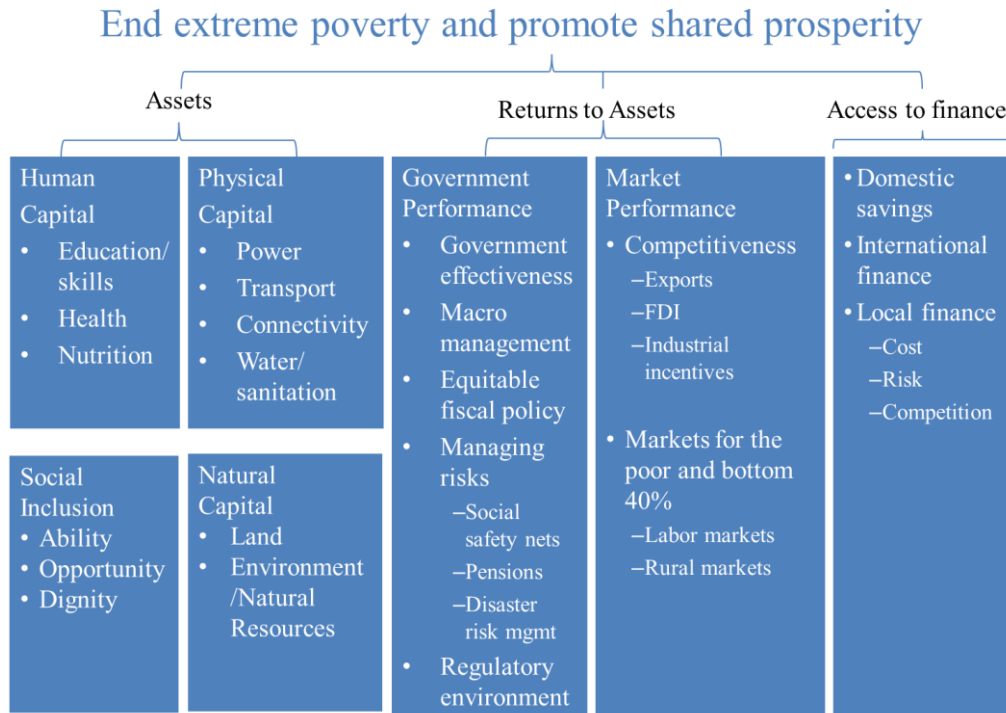 End extreme poverty and promote shared prosperity
Assets
Returns to Assets
Access to finance
Human
Capital
• Education/
skills
• Health
• Nutrition
Physical
Capital
• Power
• Transport
• Connectivity
• Water/
sanitation
Social
Inclusion
• Ability
• Opportunity
• Dignity
Natural
Capital
• Land
• Environment
/Natural
Resources
Government
Performance
• Government
effectiveness
• Macro
management
• Equitable
fiscal policy
• Managing
risks
–Social
safety nets
–Pensions
–Disaster
risk mgmt
• Regulatory
environment
Market
Performance
• Competitiveness
–Exports
–FDI
–Industrial
incentives
• Markets for the
poor and bottom
40%
–Labor markets
–Rural markets
• Domestic
savings
• International
finance
• Local finance
–Cost
–Risk
–Competition